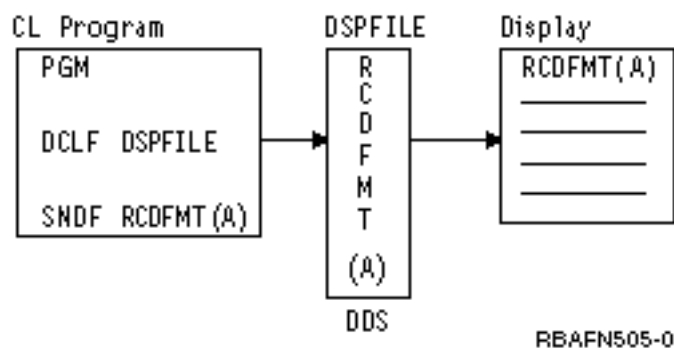 CL Program
PGM
DCLF DSPFILE
SNDF RCDFMT(A)
DSPFILE
R
C
D
F
M
T
(A)
DDS
Display
RCDFMT(A)
RBAFN505-0